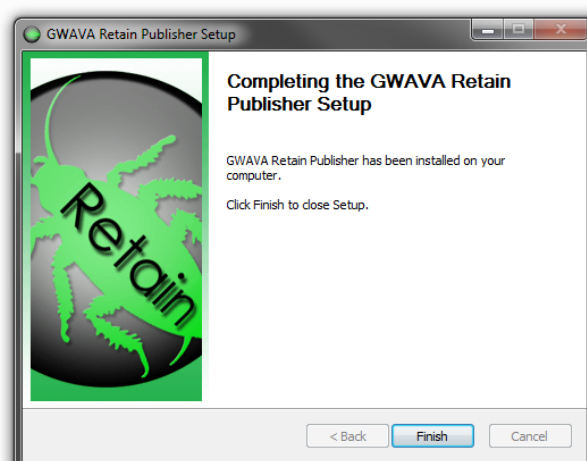 GWAVA Retain Publisher Setup
Completing the GWAVA Retain
Publisher Setup
GWAVA Retain Publisher has been installed on your
computer.
Click Finish to close Setup.
Retain
< Back
Finish
Cancel